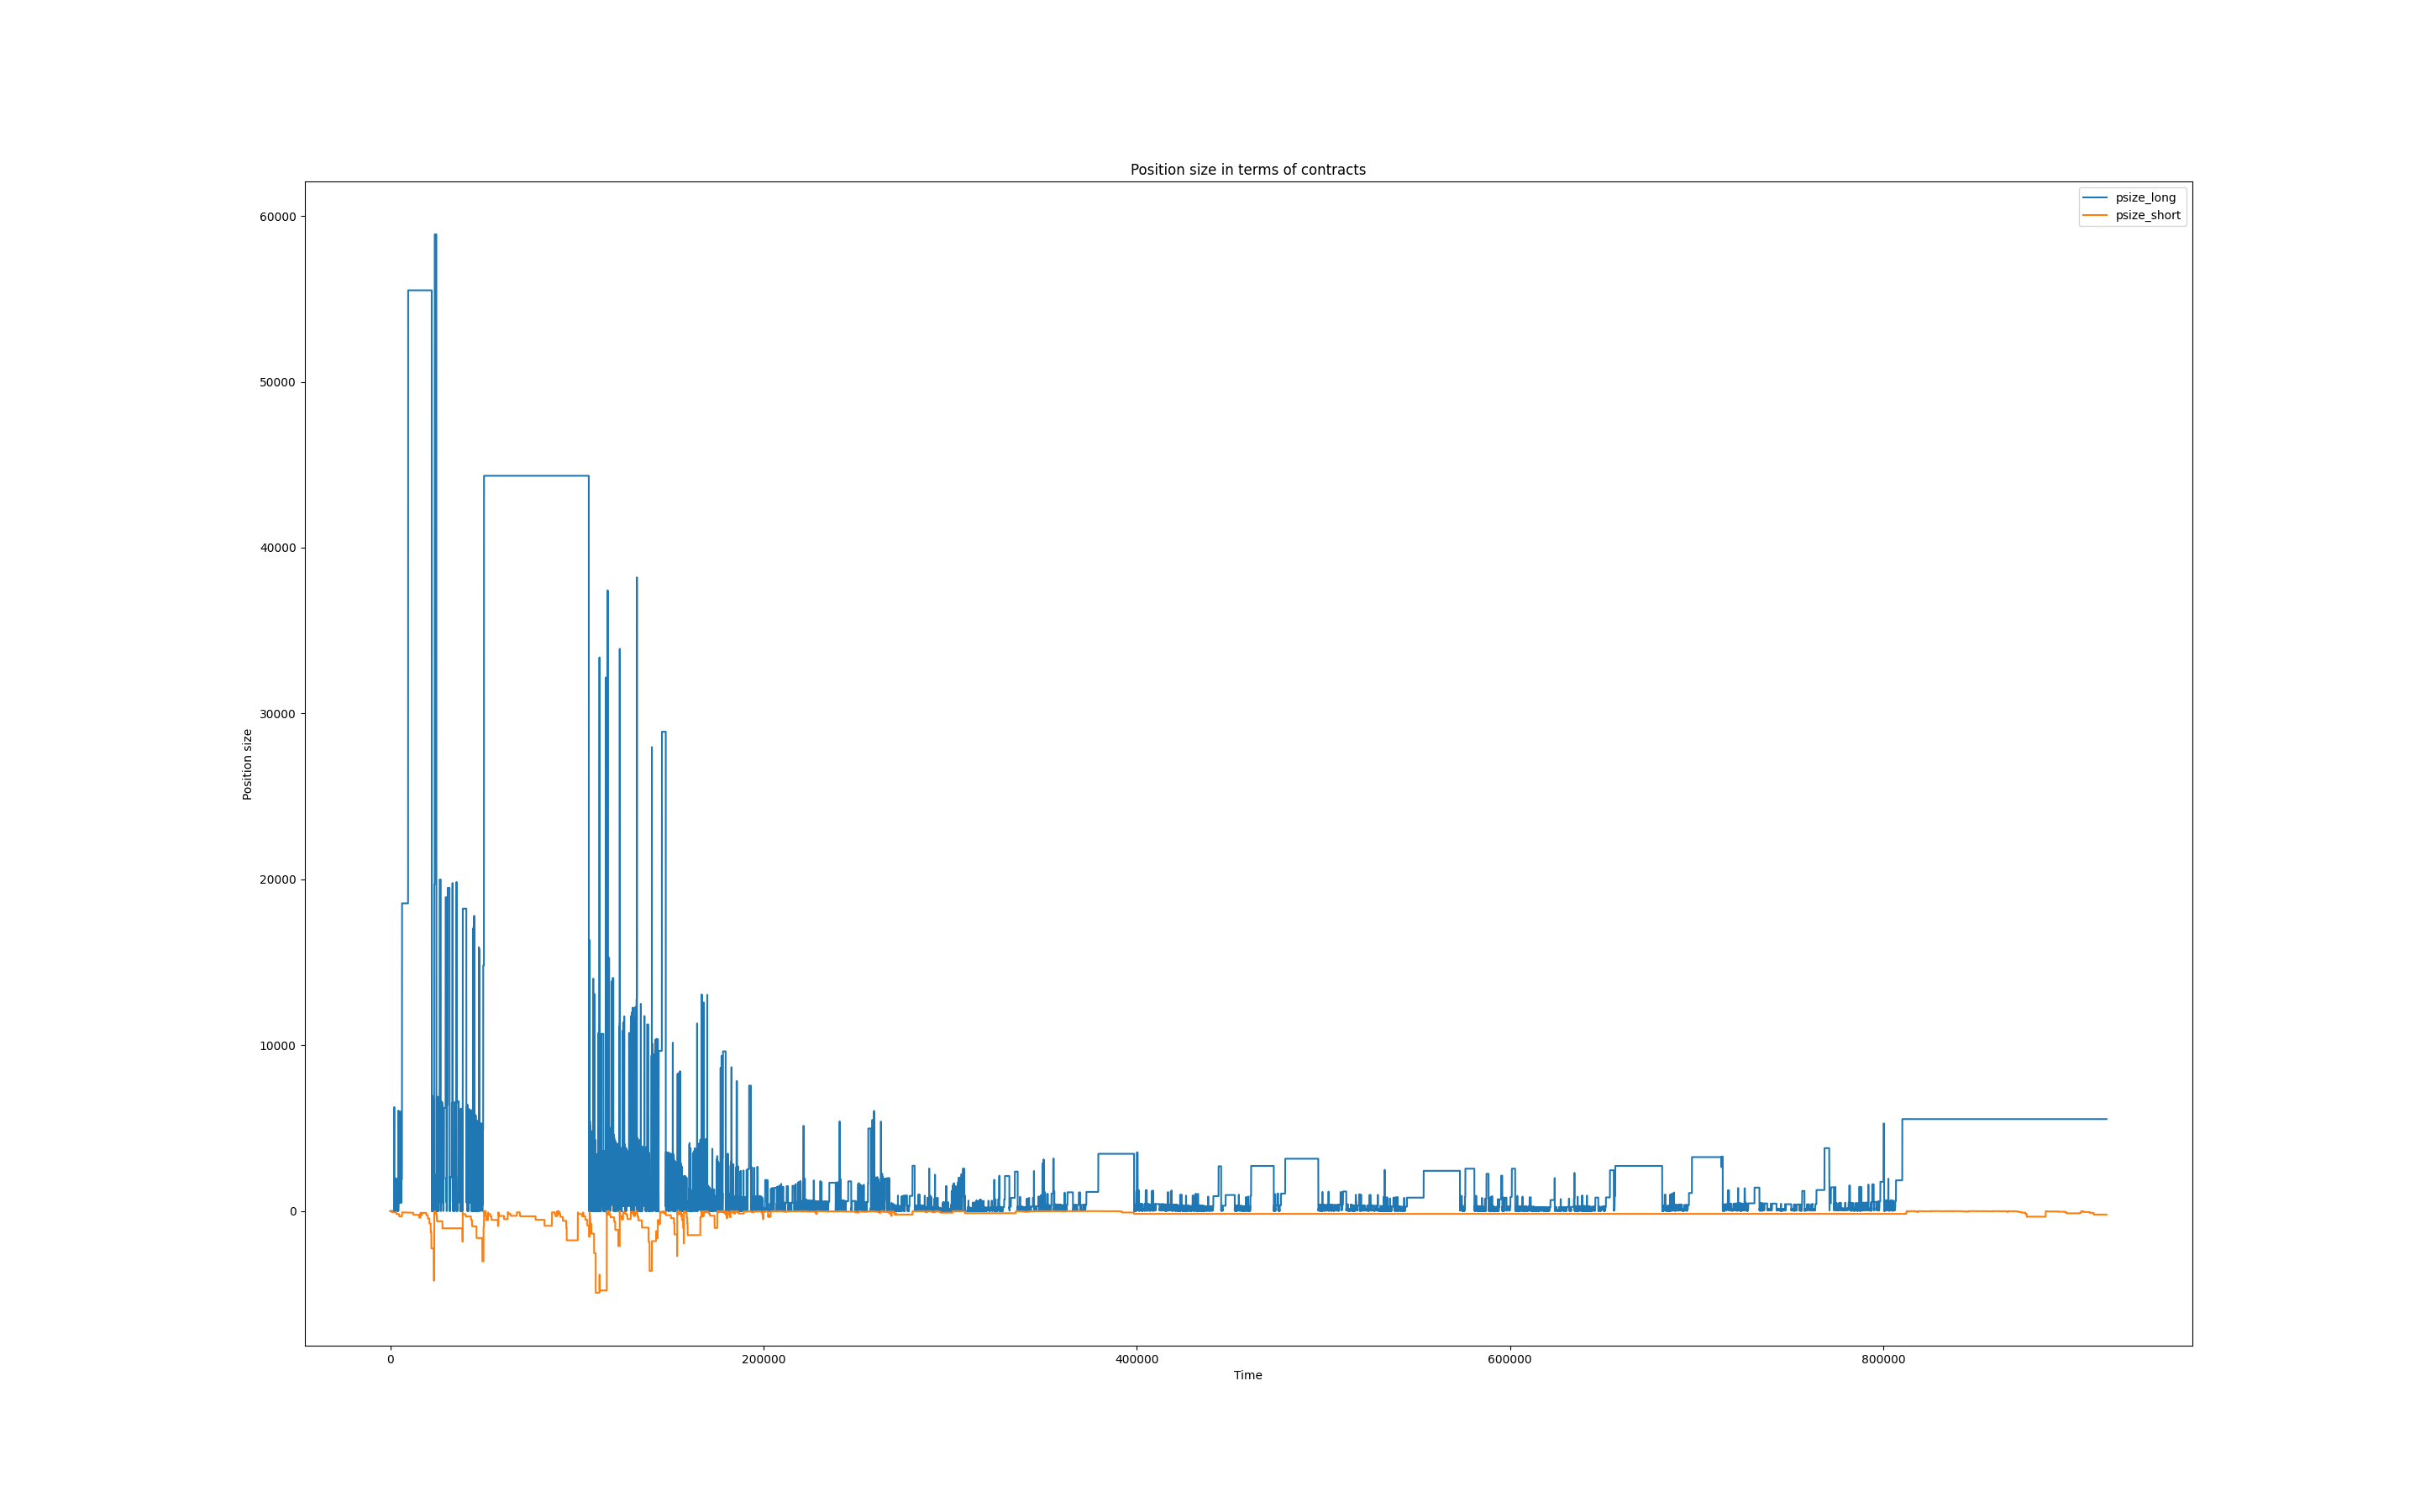 Position size in terms of contracts
psize_long
psize_short
60000
50000
40000
30000
20000
10000
0
Position size
0
200000
400000
600000
800000
Time